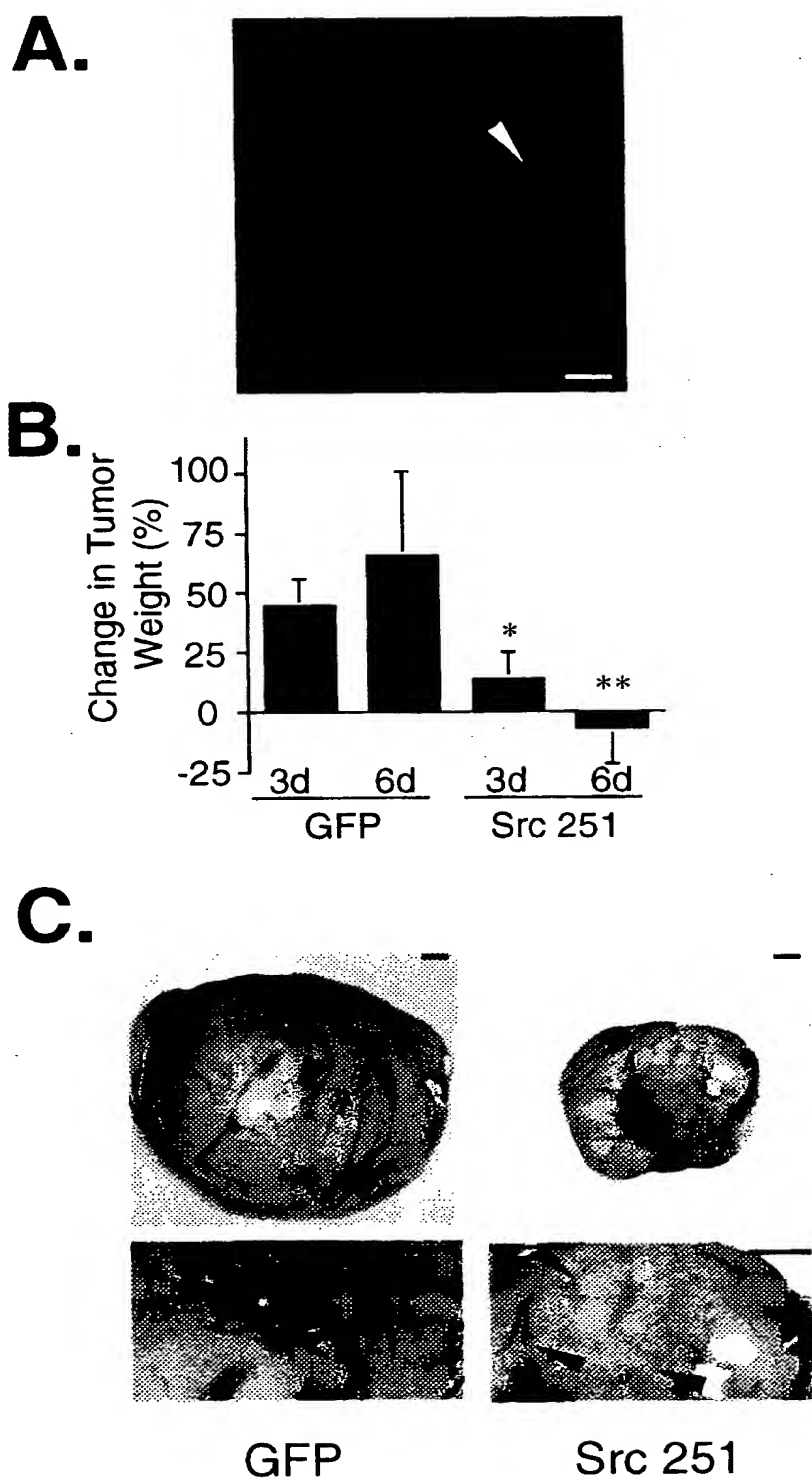 A.
B.
Change in Tumor
Weight (%)
100
75
50
25
0
-25
*
**
3d 6d 3d 6d
GFP Src 251
C.
GFP Src 251